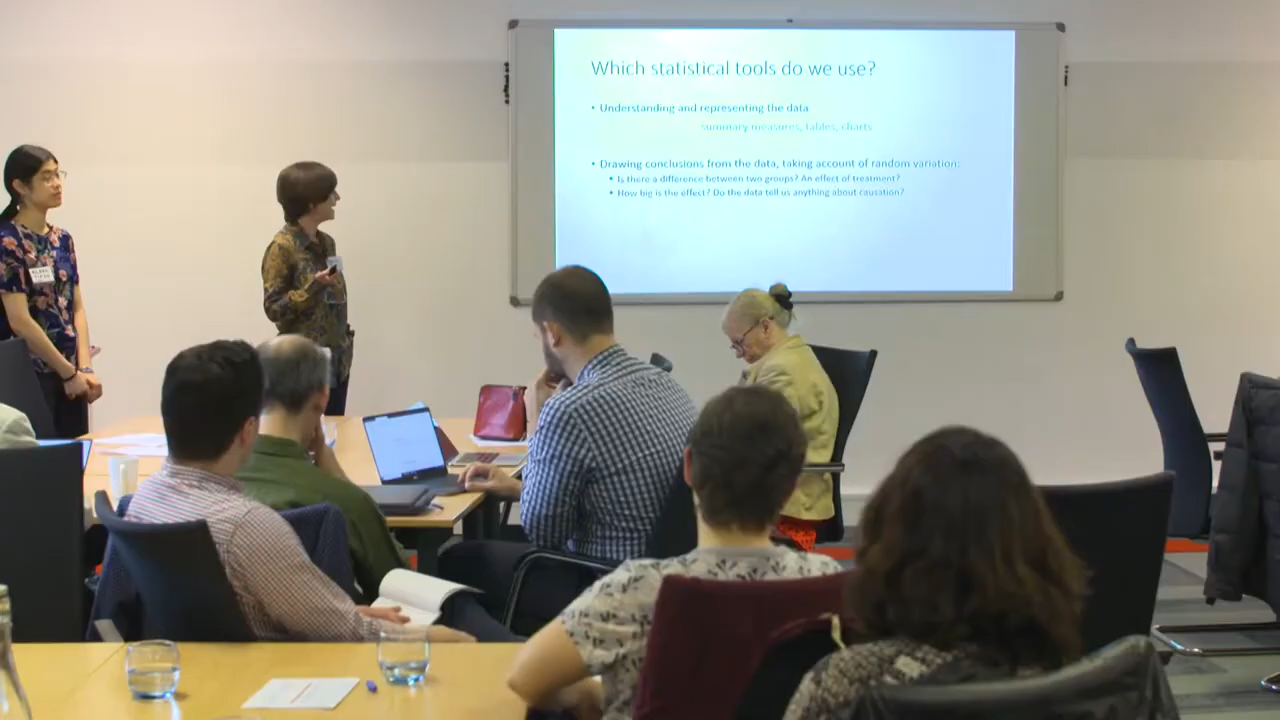 Which statistical tools do we use?
• Understanding and representing the data
summary measures, tables, charts
• Drawing conclusions from the data, taking account of random variation:
• Is there a difference between two groups? An effect of treatment?
• How big is the effect? Do the data tell us anything about causation?